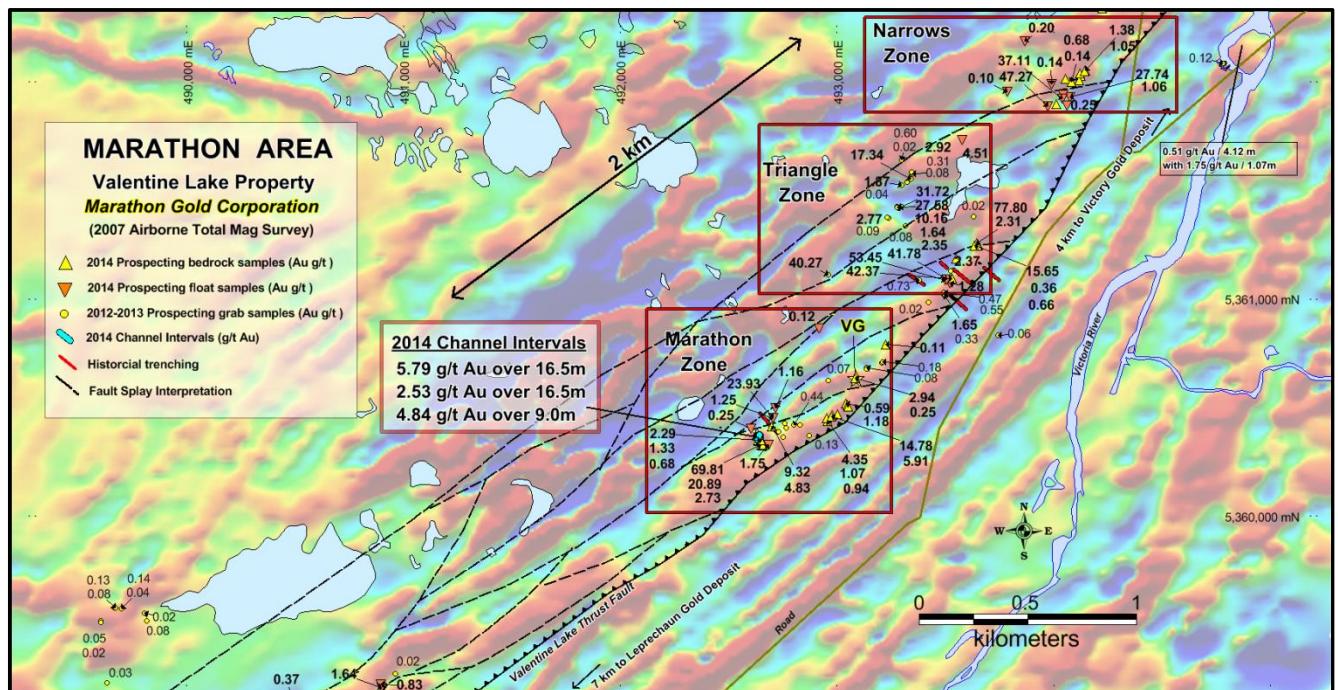 MARATHON AREA
Valentine Lake Property
Marathon Gold Corporation
(2007 Airborne Total Mag Survey)
2014 Prospecting bedrock samples (Au g/t )
2014 Prospecting float samples (Au g/t )
2012-2013 Prospecting grab samples (Au g/t )
2014 Channel Intervals (g/t Au)
Historcial trenching
Fault Splay Interpretation
490,000 mE
491,000 mE
492,000 mE
493,000 mE
2 km
Narrows
Zone
0.20
0.68
0.14
1.38
1.05
37.11
47.27
0.14
0.10
0.25
27.74
1.06
0.12
0.51 g/t Au / 4.12 m
with 1.75 g/t Au / 1.07m
4 km to Victory Gold Deposit
Triangle
Zone
0.60
0.02
17.34
2.92
0.31
0.08
4.51
1.87
0.04
31.72
27.58
10.16
1.64
2.35
0.02
77.80
2.31
2.77
0.09
0.08
53.45
42.37
41.78
40.27
0.73
2.37
1.28
15.65
0.36
0.66
0.47
0.55
0.02
1.65
0.33
0.06
5,361,000 mN
Victoria River
2014 Channel Intervals
5.79 g/t Au over 16.5m
2.53 g/t Au over 16.5m
4.84 g/t Au over 9.0m
Marathon
Zone
0.12
VG
0.11
0.18
0.08
0.07
1.16
23.93
1.25
0.25
0.44
2.94
0.25
0.59
1.18
0.13
14.78
5.91
2.29
1.33
0.68
69.81
20.89
2.73
1.75
9.32
4.83
4.35
1.07
0.94
5,360,000 mN
N
W E
S
0 0.5 1
kilometers
Valentine Lake Thrust Fault
7 km to Leprechaun Gold Deposit
Road
0.13
0.08
0.14
0.04
0.02
0.08
0.05
0.02
0.03
0.37
1.64
0.02
0.83